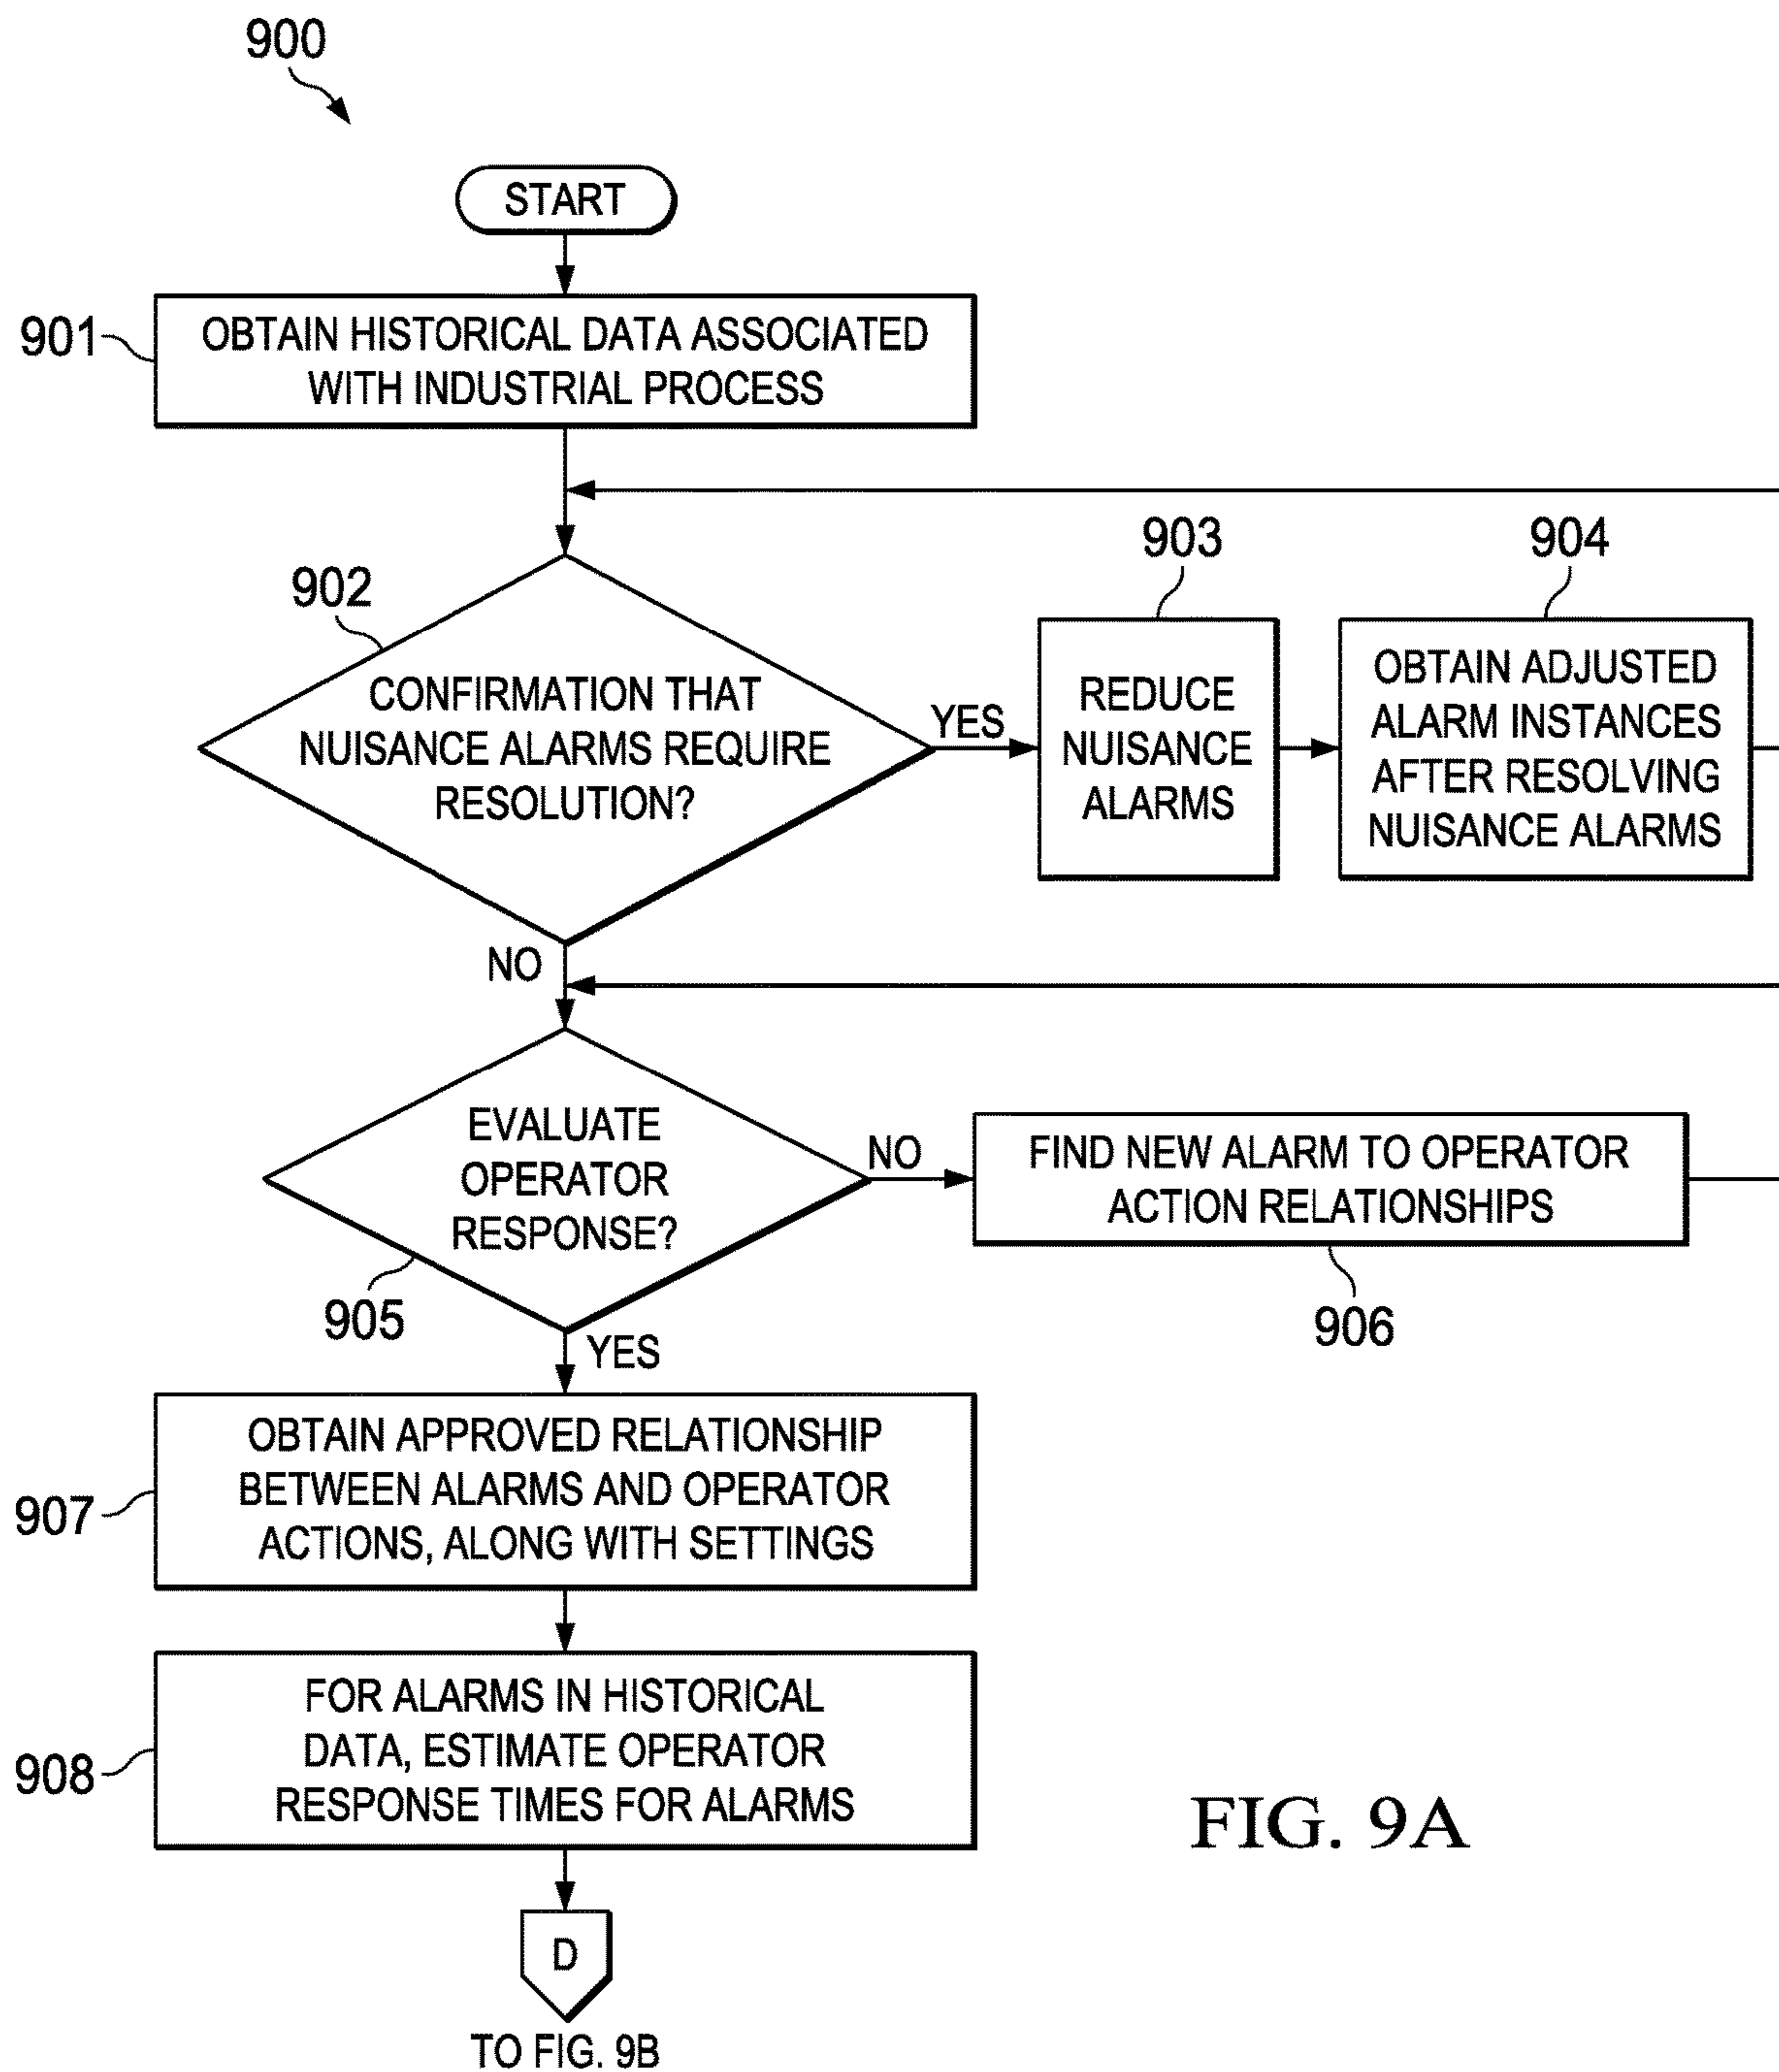 900
START
901
OBTAIN HISTORICAL DATA ASSOCIATED
WITH INDUSTRIAL PROCESS
902
CONFIRMATION THAT
NUISANCE ALARMS REQUIRE
RESOLUTION?
YES
903
REDUCE
NUISANCE
ALARMS
904
OBTAIN ADJUSTED
ALARM INSTANCES
AFTER RESOLVING
NUISANCE ALARMS
NO
EVALUATE
OPERATOR
RESPONSE?
905
NO
FIND NEW ALARM TO OPERATOR
ACTION RELATIONSHIPS
906
YES
907
OBTAIN APPROVED RELATIONSHIP
BETWEEN ALARMS AND OPERATOR
ACTIONS, ALONG WITH SETTINGS
908
FOR ALARMS IN HISTORICAL
DATA, ESTIMATE OPERATOR
RESPONSE TIMES FOR ALARMS
FIG. 9A
D
TO FIG. 9B